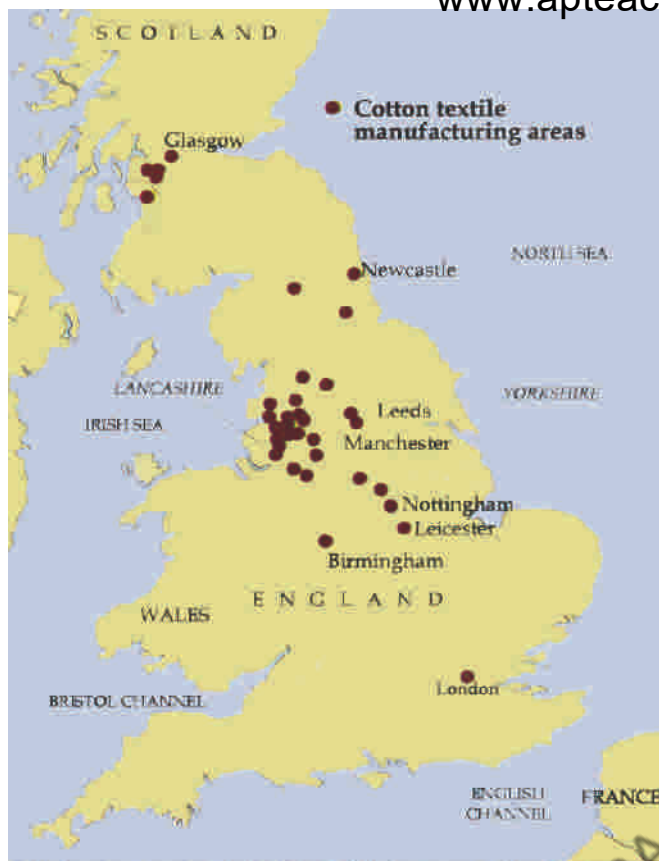 www.apteac
SCOTLAND
Cotton textile
manufacturing areas
Glasgow
NORTH SEA
Newcastle
LANCASHIRE
YORKSHIRE
Leeds
IRISH SEA
Manchester
Nottingham
Leicester
Birmingham
ENGLAND
WALES
London
BRISTOL CHANNEL
ENGLISH
CHANNEL
FRANCE